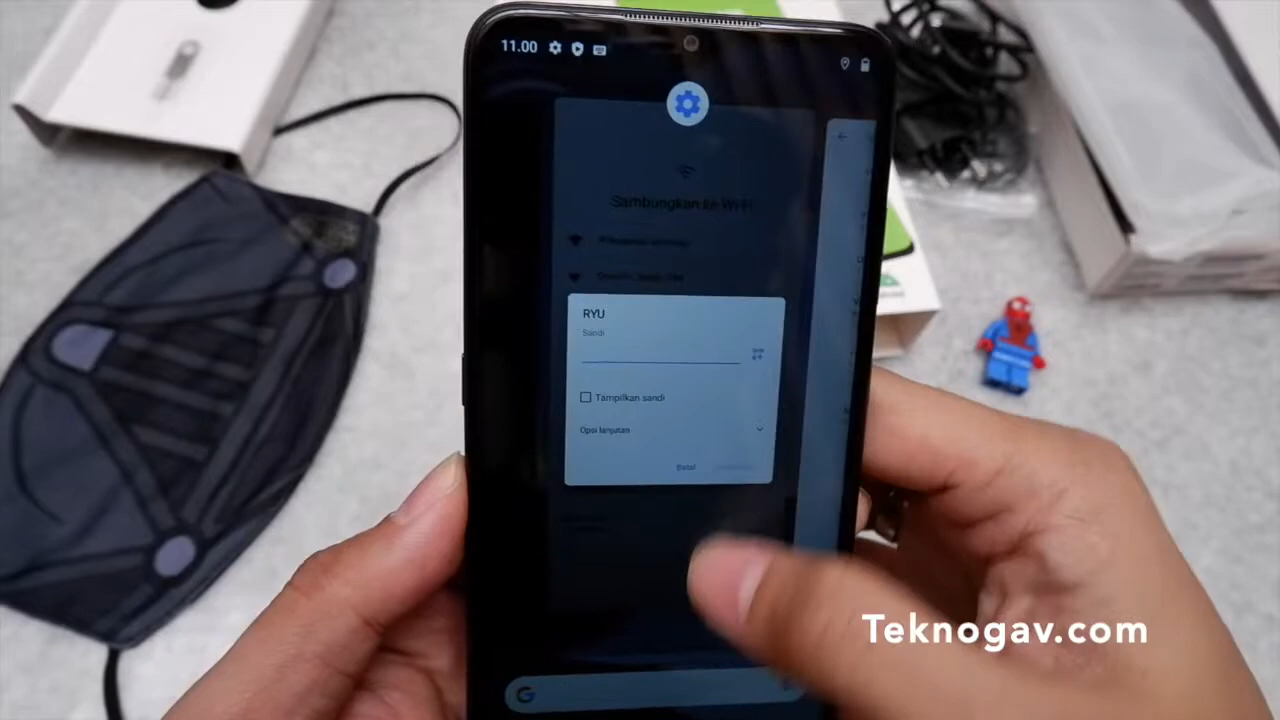 11.00
Sambungkan ke Wi-Fi
RYU
Sandi
Tampilkan sandi
Opsi lanjutan
Batal
G
Teknogav.com